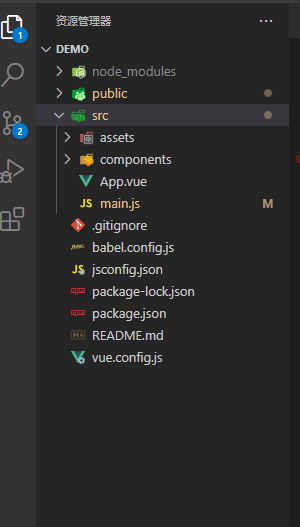 资源管理器
DEMO
node_modules
public
src
assets
components
App.vue
JS main.js M
.gitignore
babel.config.js
jsconfig.json
package-lock.json
package.json
README.md
vue.config.js
1
2